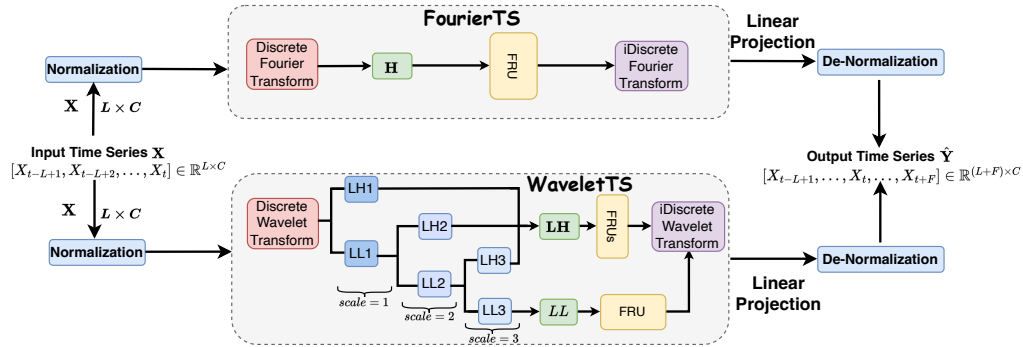 FourierTS
Discrete
Fourier
Transform
H
FRU
iDiscrete
Fourier
Transform
Linear
Projection
Normalization
De-Normalization
X
L × C
Input Time Series X
[X_{t−L+1}, X_{t−L+2}, . . . , X_t] ∈ ℝ^{L×C}
Output Time Series Ŷ
[X_{t−L+1}, . . . , X_t, . . . , X_{t+F}] ∈ ℝ^{(L+F)×C}
X
L × C
Normalization
WaveletTS
Discrete
Wavelet
Transform
LH1
LL1
LH2
LL2
LH3
LL3
scale = 1
scale = 2
scale = 3
LH
FRUs
iDiscrete
Wavelet
Transform
LL
FRU
De-Normalization
Linear
Projection